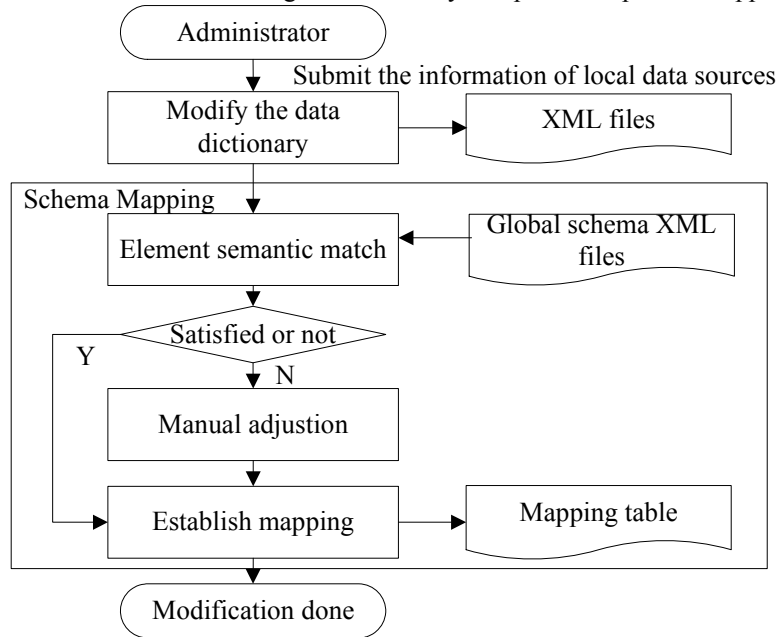 Administrator
Submit the information of local data sources
Modify the data
dictionary
XML files
Schema Mapping
Element semantic match
Global schema XML
files
Satisfied or not
Y
N
Manual adjustion
Establish mapping
Mapping table
Modification done